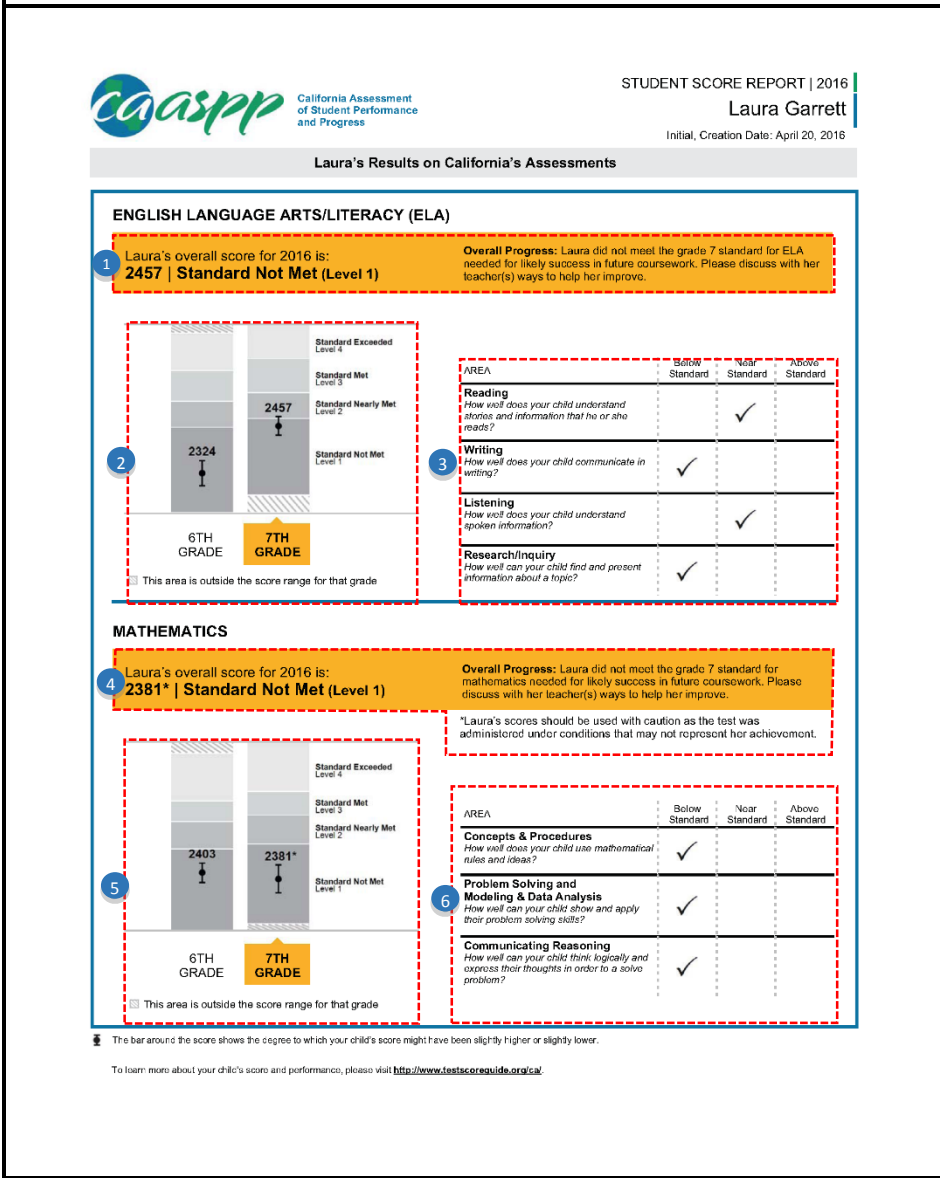 caaspp
California Assessment
of Student Performance
and Progress
STUDENT SCORE REPORT | 2016
Laura Garrett
Initial, Creation Date: April 20, 2016
Laura's Results on California's Assessments
ENGLISH LANGUAGE ARTS/LITERACY (ELA)
1
Laura's overall score for 2016 is:
2457 | Standard Not Met (Level 1)
Overall Progress: Laura did not meet the grade 7 standard for ELA
needed for likely success in future coursework. Please discuss with her
teacher(s) ways to help her improve.
2
Standard Exceeded
Level 4
Standard Met
Level 3
Standard Nearly Met
Level 2
Standard Not Met
Level 1
2324
2457
6TH
GRADE
7TH
GRADE
This area is outside the score range for that grade
3
AREA
Below
Standard
Near
Standard
Above
Standard
Reading
How well does your child understand
stories and information that he or she
reads?
Writing
How well does your child communicate in
writing?
Listening
How well does your child understand
spoken information?
Research/Inquiry
How well can your child find and present
information about a topic?
MATHEMATICS
4
Laura's overall score for 2016 is:
2381* | Standard Not Met (Level 1)
Overall Progress: Laura did not meet the grade 7 standard for
mathematics needed for likely success in future coursework. Please
discuss with her teacher(s) ways to help her improve.
*Laura's scores should be used with caution as the test was
administered under conditions that may not represent her achievement.
5
Standard Exceeded
Level 4
Standard Met
Level 3
Standard Nearly Met
Level 2
Standard Not Met
Level 1
2403
2381*
6TH
GRADE
7TH
GRADE
This area is outside the score range for that grade
6
AREA
Below
Standard
Near
Standard
Above
Standard
Concepts & Procedures
How well does your child use mathematical
rules and ideas?
Problem Solving and
Modeling & Data Analysis
How well can your child show and apply
their problem solving skills?
Communicating Reasoning
How well can your child think logically and
express their thoughts in order to a solve
problem?
The bar around the score shows the degree to which your child's score might have been slightly higher or slightly lower.
To learn more about your child's score and performance, please visit http://www.testscoreguide.org/ca/.